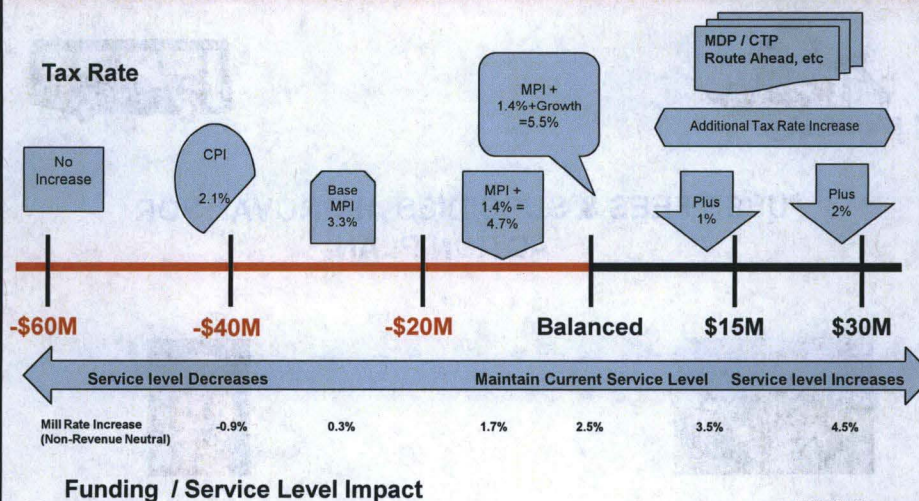 MDP / CTP
Route Ahead, etc
Tax Rate
MPI +
1.4%+Growth
=5.5%
Additional Tax Rate Increase
No
Increase
CPI
2.1%
Base
MPI
3.3%
MPI +
1.4% =
4.7%
Plus
1%
Plus
2%
-$60M
-$40M
-$20M
Balanced
$15M
$30M
Service level Decreases
Maintain Current Service Level
Service level Increases
Mill Rate Increase
(Non-Revenue Neutral)
-0.9%
0.3%
1.7%
2.5%
3.5%
4.5%
Funding / Service Level Impact